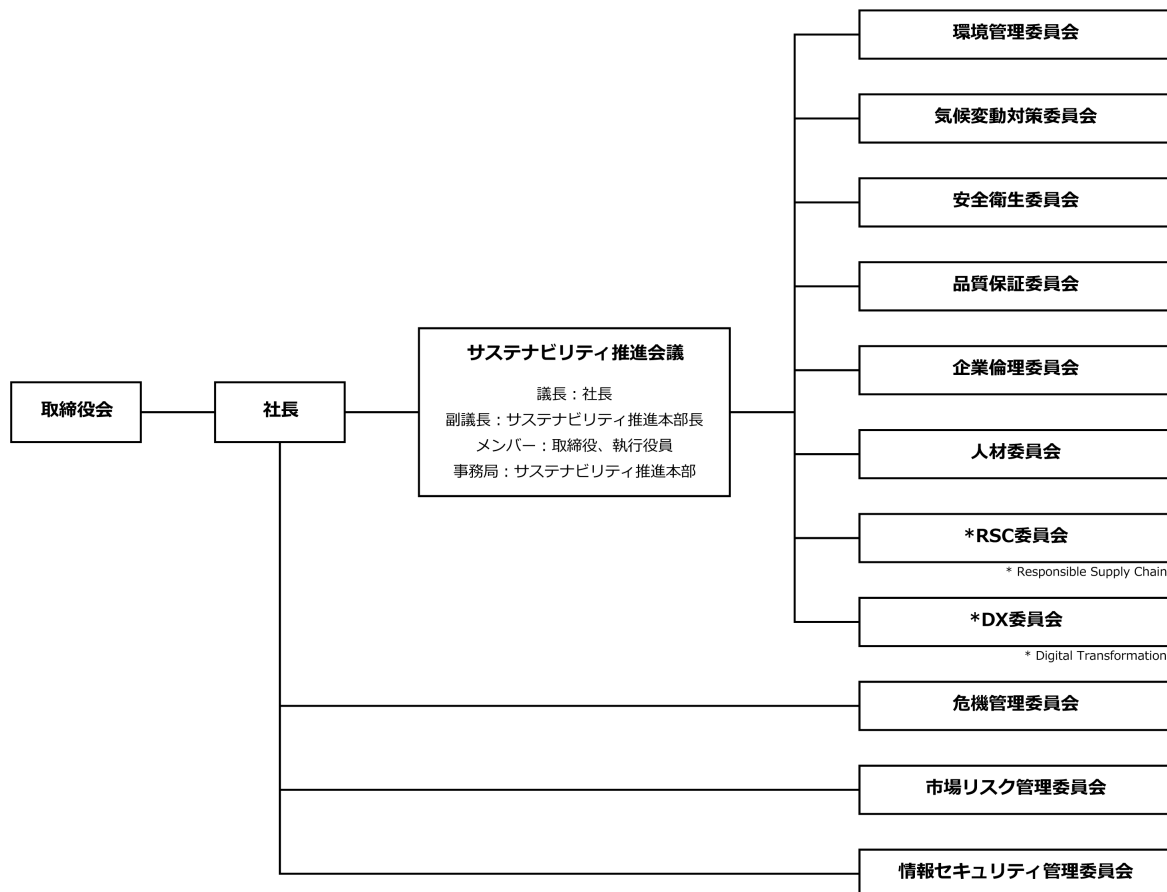 取締役会
社長
サステナビリティ推進会議
議長：社長
副議長：サステナビリティ推進本部長
メンバー：取締役、執行役員
事務局：サステナビリティ推進本部
環境管理委員会
気候変動対策委員会
安全衛生委員会
品質保証委員会
企業倫理委員会
人材委員会
*RSC委員会
* Responsible Supply Chain
*DX委員会
* Digital Transformation
危機管理委員会
市場リスク管理委員会
情報セキュリティ管理委員会